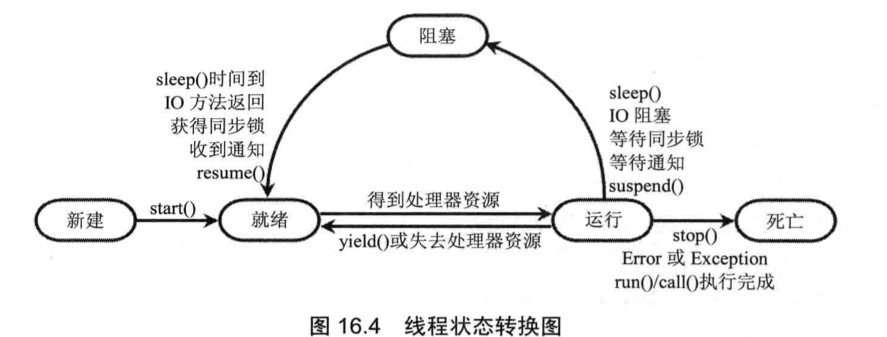 阻塞
sleep()时间到
IO 方法返回
获得同步锁
收到通知
resume()
sleep()
IO 阻塞
等待同步锁
等待通知
suspend()
新建
start()
就绪
得到处理器资源
yield()或失去处理器资源
运行
stop()
Error 或 Exception
run()/call()执行完成
死亡
图 16.4 线程状态转换图